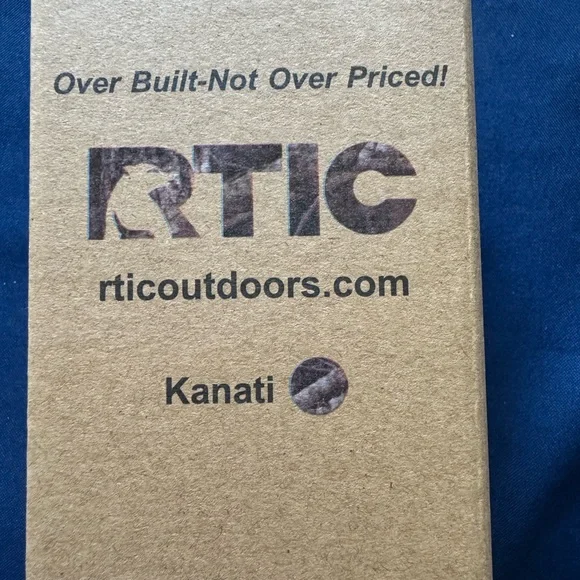 Over Built-Not Over Priced!
RTIC
rticoutdoors.com
Kanati